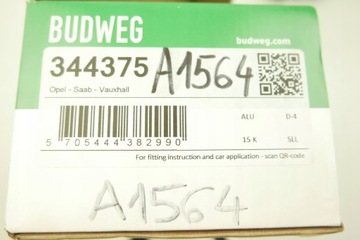 BUDWEG
budweg.com
344375 A1564
Opel - Saab - Vauxhall
ALU D-4
15 K SLL
5 705444 382990
For fitting instruction and car application - scan QR-code
A1564